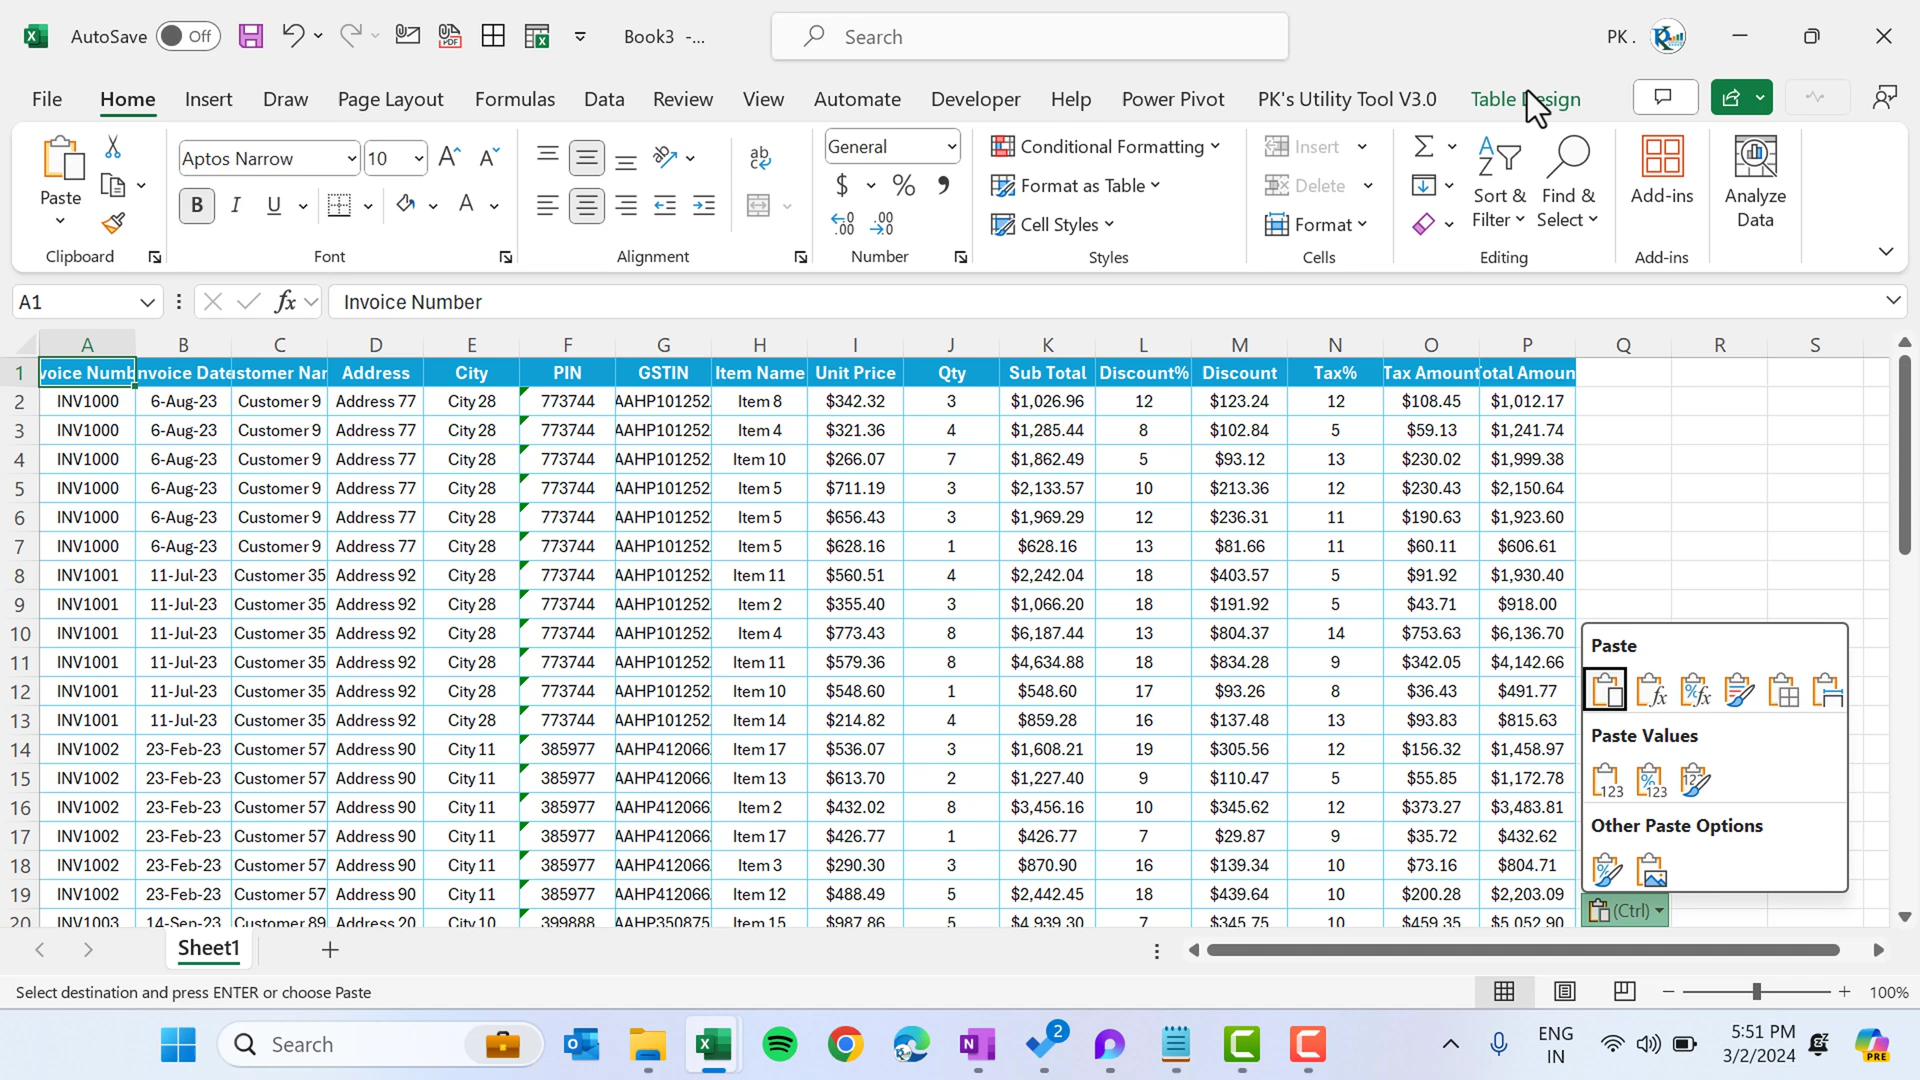 AutoSave Off Book3 -... Search PK .
File Home Insert Draw Page Layout Formulas Data Review View Automate Developer Help Power Pivot PK's Utility Tool V3.0 Table Design
Paste
Clipboard
Aptos Narrow 10
B I U A
Font
ab
Alignment
General
$ % ,
Number
Conditional Formatting
Format as Table
Cell Styles
Styles
Insert
Delete
Format
Cells
Sort &
Filter
Find &
Select
Editing
Add-ins
Add-ins
Analyze
Data
A1 fx Invoice Number
A B C D E F G H I J K L M N O P Q R S
1 voice Numb nvoice Date ustomer Nar Address City PIN GSTIN Item Name Unit Price Qty Sub Total Discount% Discount Tax% Tax Amount otal Amoun
2 INV1000 6-Aug-23 Customer 9 Address 77 City 28 773744 AAHP101252 Item 8 $342.32 3 $1,026.96 12 $123.24 12 $108.45 $1,012.17
3 INV1000 6-Aug-23 Customer 9 Address 77 City 28 773744 AAHP101252 Item 4 $321.36 4 $1,285.44 8 $102.84 5 $59.13 $1,241.74
4 INV1000 6-Aug-23 Customer 9 Address 77 City 28 773744 AAHP101252 Item 10 $266.07 7 $1,862.49 5 $93.12 13 $230.02 $1,999.38
5 INV1000 6-Aug-23 Customer 9 Address 77 City 28 773744 AAHP101252 Item 5 $711.19 3 $2,133.57 10 $213.36 12 $230.43 $2,150.64
6 INV1000 6-Aug-23 Customer 9 Address 77 City 28 773744 AAHP101252 Item 5 $656.43 3 $1,969.29 12 $236.31 11 $190.63 $1,923.60
7 INV1000 6-Aug-23 Customer 9 Address 77 City 28 773744 AAHP101252 Item 5 $628.16 1 $628.16 13 $81.66 11 $60.11 $606.61
8 INV1001 11-Jul-23 Customer 35 Address 92 City 28 773744 AAHP101252 Item 11 $560.51 4 $2,242.04 18 $403.57 5 $91.92 $1,930.40
9 INV1001 11-Jul-23 Customer 35 Address 92 City 28 773744 AAHP101252 Item 2 $355.40 3 $1,066.20 18 $191.92 5 $43.71 $918.00
10 INV1001 11-Jul-23 Customer 35 Address 92 City 28 773744 AAHP101252 Item 4 $773.43 8 $6,187.44 13 $804.37 14 $753.63 $6,136.70
11 INV1001 11-Jul-23 Customer 35 Address 92 City 28 773744 AAHP101252 Item 11 $579.36 8 $4,634.88 18 $834.28 9 $342.05 $4,142.66
12 INV1001 11-Jul-23 Customer 35 Address 92 City 28 773744 AAHP101252 Item 10 $548.60 1 $548.60 17 $93.26 8 $36.43 $491.77
13 INV1001 11-Jul-23 Customer 35 Address 92 City 28 773744 AAHP101252 Item 14 $214.82 4 $859.28 16 $137.48 13 $93.83 $815.63
14 INV1002 23-Feb-23 Customer 57 Address 90 City 11 385977 AAHP412066 Item 17 $536.07 3 $1,608.21 19 $305.56 12 $156.32 $1,458.97
15 INV1002 23-Feb-23 Customer 57 Address 90 City 11 385977 AAHP412066 Item 13 $613.70 2 $1,227.40 9 $110.47 5 $55.85 $1,172.78
16 INV1002 23-Feb-23 Customer 57 Address 90 City 11 385977 AAHP412066 Item 2 $432.02 8 $3,456.16 10 $345.62 12 $373.27 $3,483.81
17 INV1002 23-Feb-23 Customer 57 Address 90 City 11 385977 AAHP412066 Item 17 $426.77 1 $426.77 7 $29.87 9 $35.72 $432.62
18 INV1002 23-Feb-23 Customer 57 Address 90 City 11 385977 AAHP412066 Item 3 $290.30 3 $870.90 16 $139.34 10 $73.16 $804.71
19 INV1002 23-Feb-23 Customer 57 Address 90 City 11 385977 AAHP412066 Item 12 $488.49 5 $2,442.45 18 $439.64 10 $200.28 $2,203.09
20 INV1003 14-Sep-23 Customer 89 Address 20 City 10 399888 AAHP350875 Item 15 $987.86 5 $4,939.30 7 $345.75 10 $459.35 $5,052.90
Paste
Paste Values
Other Paste Options
(Ctrl)
Sheet1
Select destination and press ENTER or choose Paste 100%
Search 2 ENG
IN
5:51 PM
3/2/2024
PRE